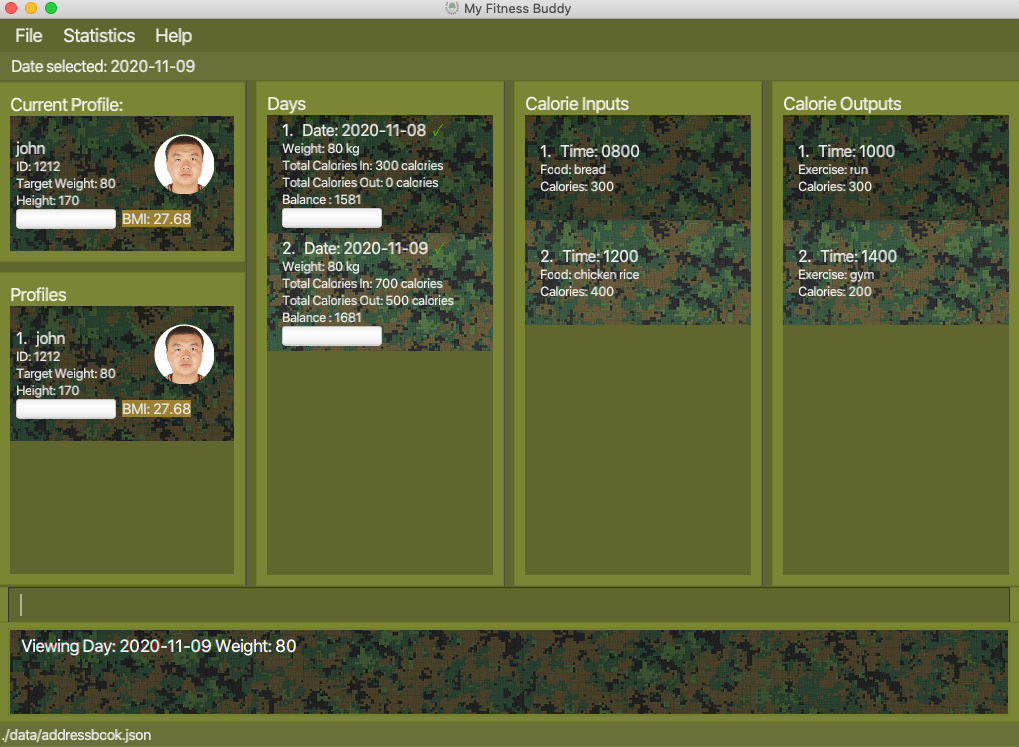 My Fitness Buddy
File Statistics Help
Date selected: 2020-11-09
Current Profile:
john
ID: 1212
Target Weight: 80
Height: 170
BMI: 27.68
Profiles
1. john
ID: 1212
Target Weight: 80
Height: 170
BMI: 27.68
Days
1. Date: 2020-11-08 ✓
Weight: 80 kg
Total Calories In: 300 calories
Total Calories Out: 0 calories
Balance : 1581
2. Date: 2020-11-09 ✓
Weight: 80 kg
Total Calories In: 700 calories
Total Calories Out: 500 calories
Balance : 1681
Calorie Inputs
1. Time: 0800
Food: bread
Calories: 300
2. Time: 1200
Food: chicken rice
Calories: 400
Calorie Outputs
1. Time: 1000
Exercise: run
Calories: 300
2. Time: 1400
Exercise: gym
Calories: 200
Viewing Day: 2020-11-09 Weight: 80
./data/addressbook.json